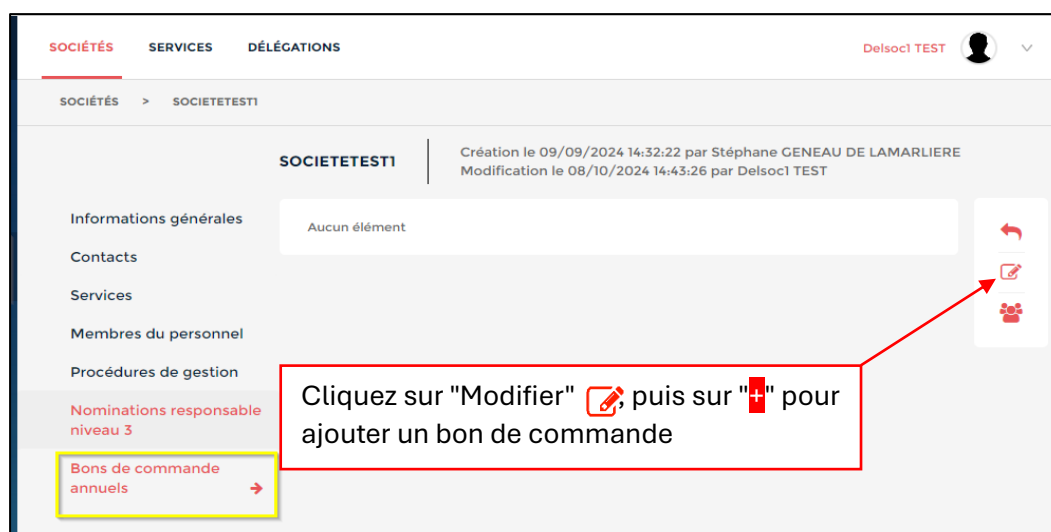 SOCIÉTÉS SERVICES DÉLÉGATIONS Delsoc1 TEST
SOCIÉTÉS > SOCIETETEST1
SOCIETETEST1
Création le 09/09/2024 14:32:22 par Stéphane GENEAU DE LAMARLIERE
Modification le 08/10/2024 14:43:26 par Delsoc1 TEST
Informations générales
Contacts
Services
Membres du personnel
Procédures de gestion
Nominations responsable
niveau 3
Bons de commande
annuels
Aucun élément
Cliquez sur "Modifier" , puis sur "+" pour
ajouter un bon de commande